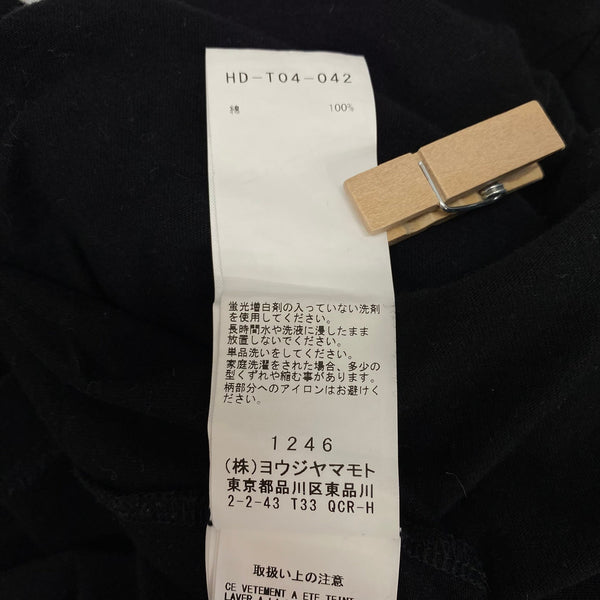 HD-T04-042
綿 100%
蛍光増白剤の入っていない洗剤
を使用してください。
長時間水や洗液に浸したまま
放置しないでください。
単品洗いをしてください。
家庭洗濯をされた場合、多少の
型くずれや縮む事があります。
柄部分へのアイロンはお避けく
ださい。
1246
(株)ヨウジヤマモト
東京都品川区東品川
2-2-43 T33 QCR-H
取扱い上の注意
CE VETEMENT A ETE TEINT